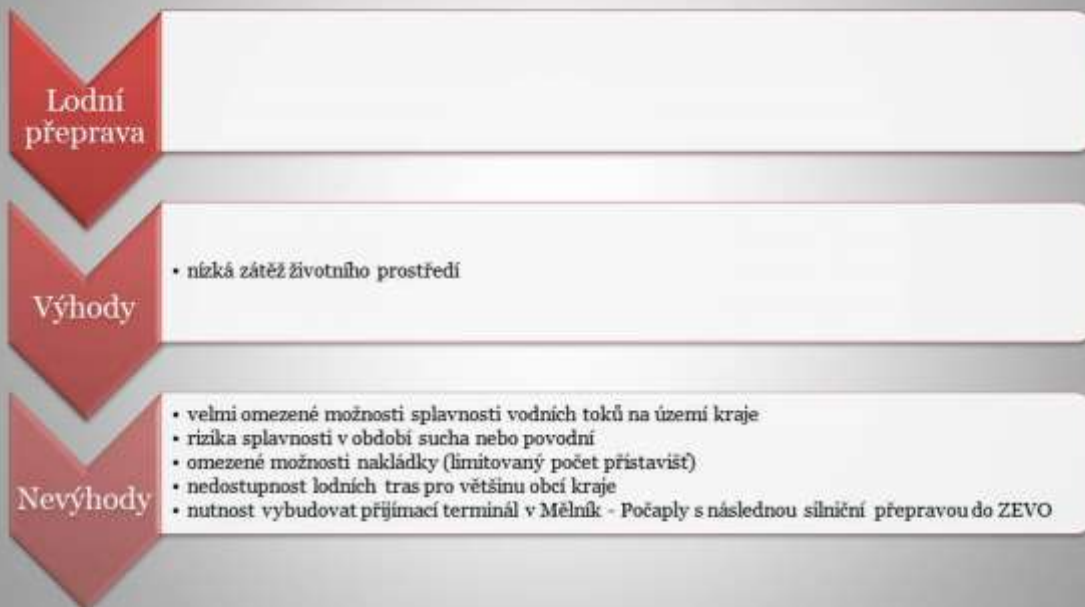 Lodní
přeprava
Výhody
• nízká zátěž životního prostředí
Nevýhody
• velmi omezené možnosti splavnosti vodních toků na území kraje
• rizika splavnosti v období sucha nebo povodní
• omezené možnosti nakládky (limitovaný počet přístavišť)
• nedostupnost lodních tras pro většinu obcí kraje
• nutnost vybudovat přijímací terminál v Mělník - Počaply s následnou silniční přepravou do ZEVO